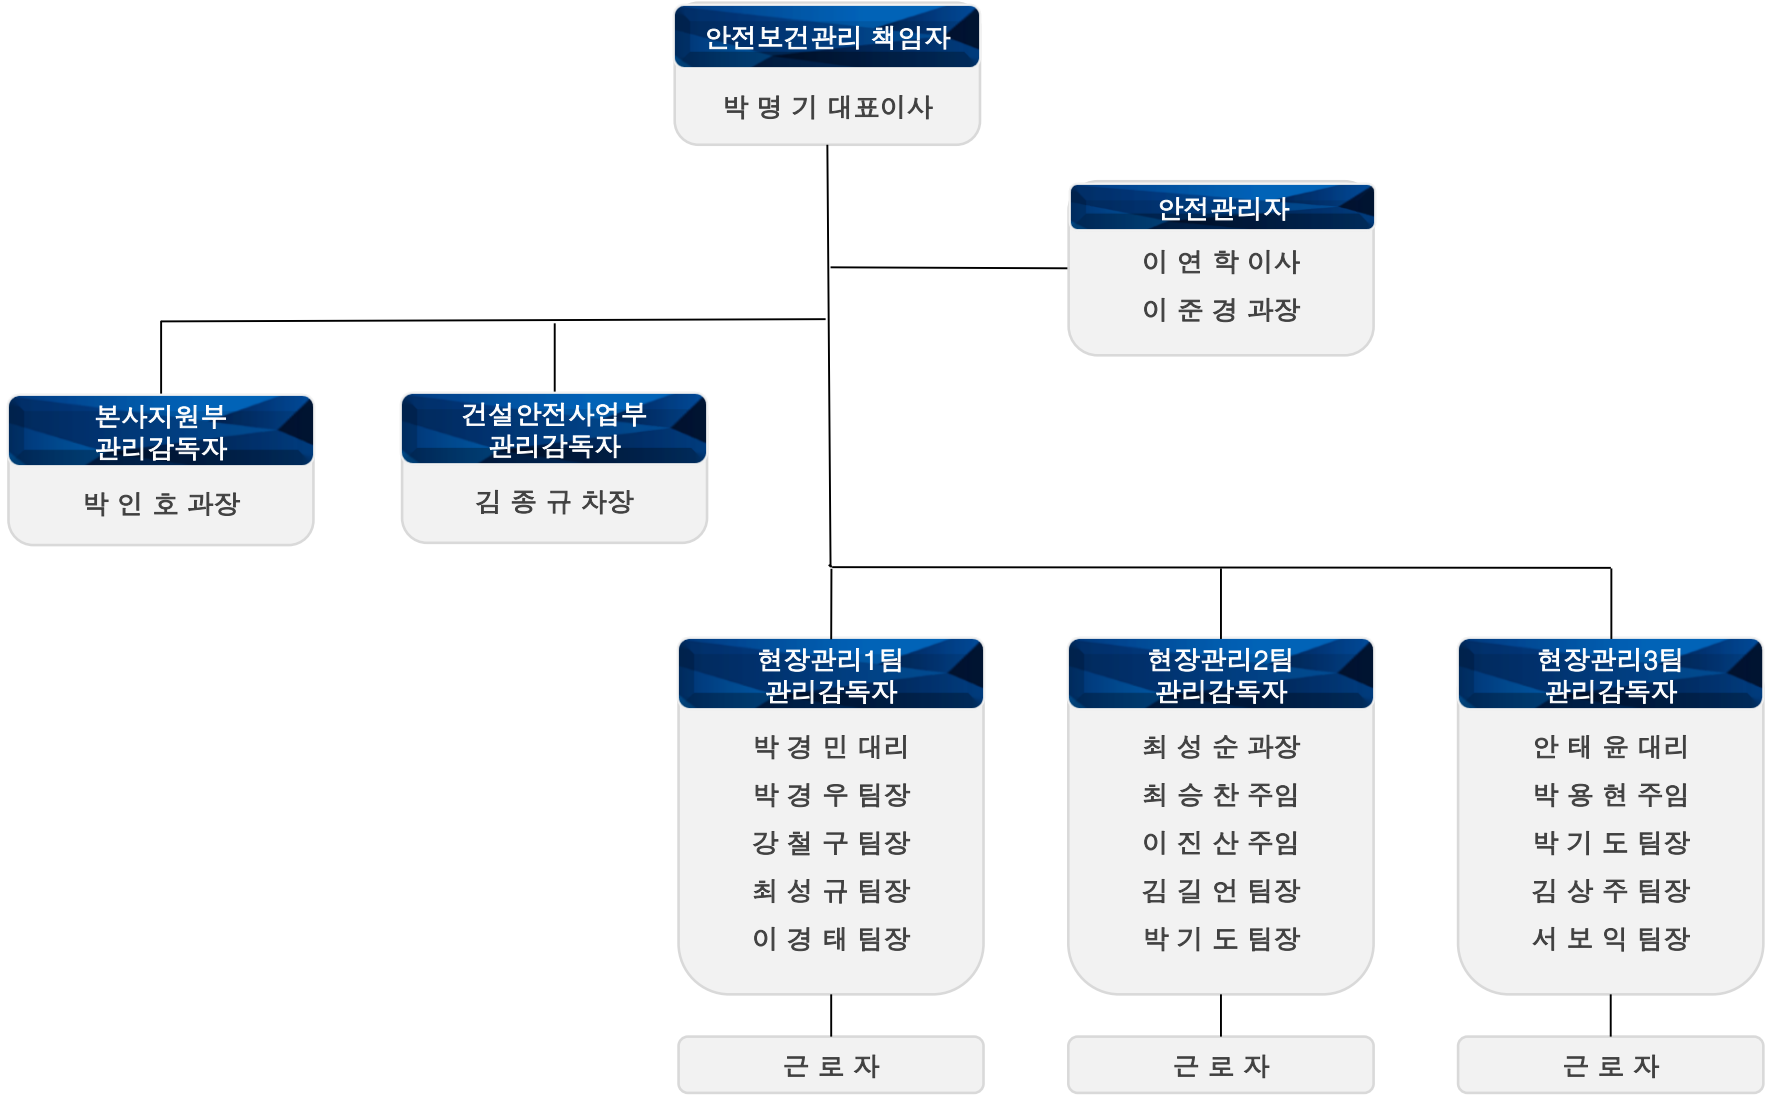 안전보건관리 책임자
박 명 기 대표이사
안전관리자
이 연 학 이사
이 준 경 과장
본사지원부
관리감독자
박 인 호 과장
건설안전사업부
관리감독자
김 종 규 차장
현장관리1팀
관리감독자
박 경 민 대리
박 경 우 팀장
강 철 구 팀장
최 성 규 팀장
이 경 태 팀장
근 로 자
현장관리2팀
관리감독자
최 성 순 과장
최 승 찬 주임
이 진 산 주임
김 길 언 팀장
박 기 도 팀장
근 로 자
현장관리3팀
관리감독자
안 태 윤 대리
박 용 현 주임
박 기 도 팀장
김 상 주 팀장
서 보 익 팀장
근 로 자